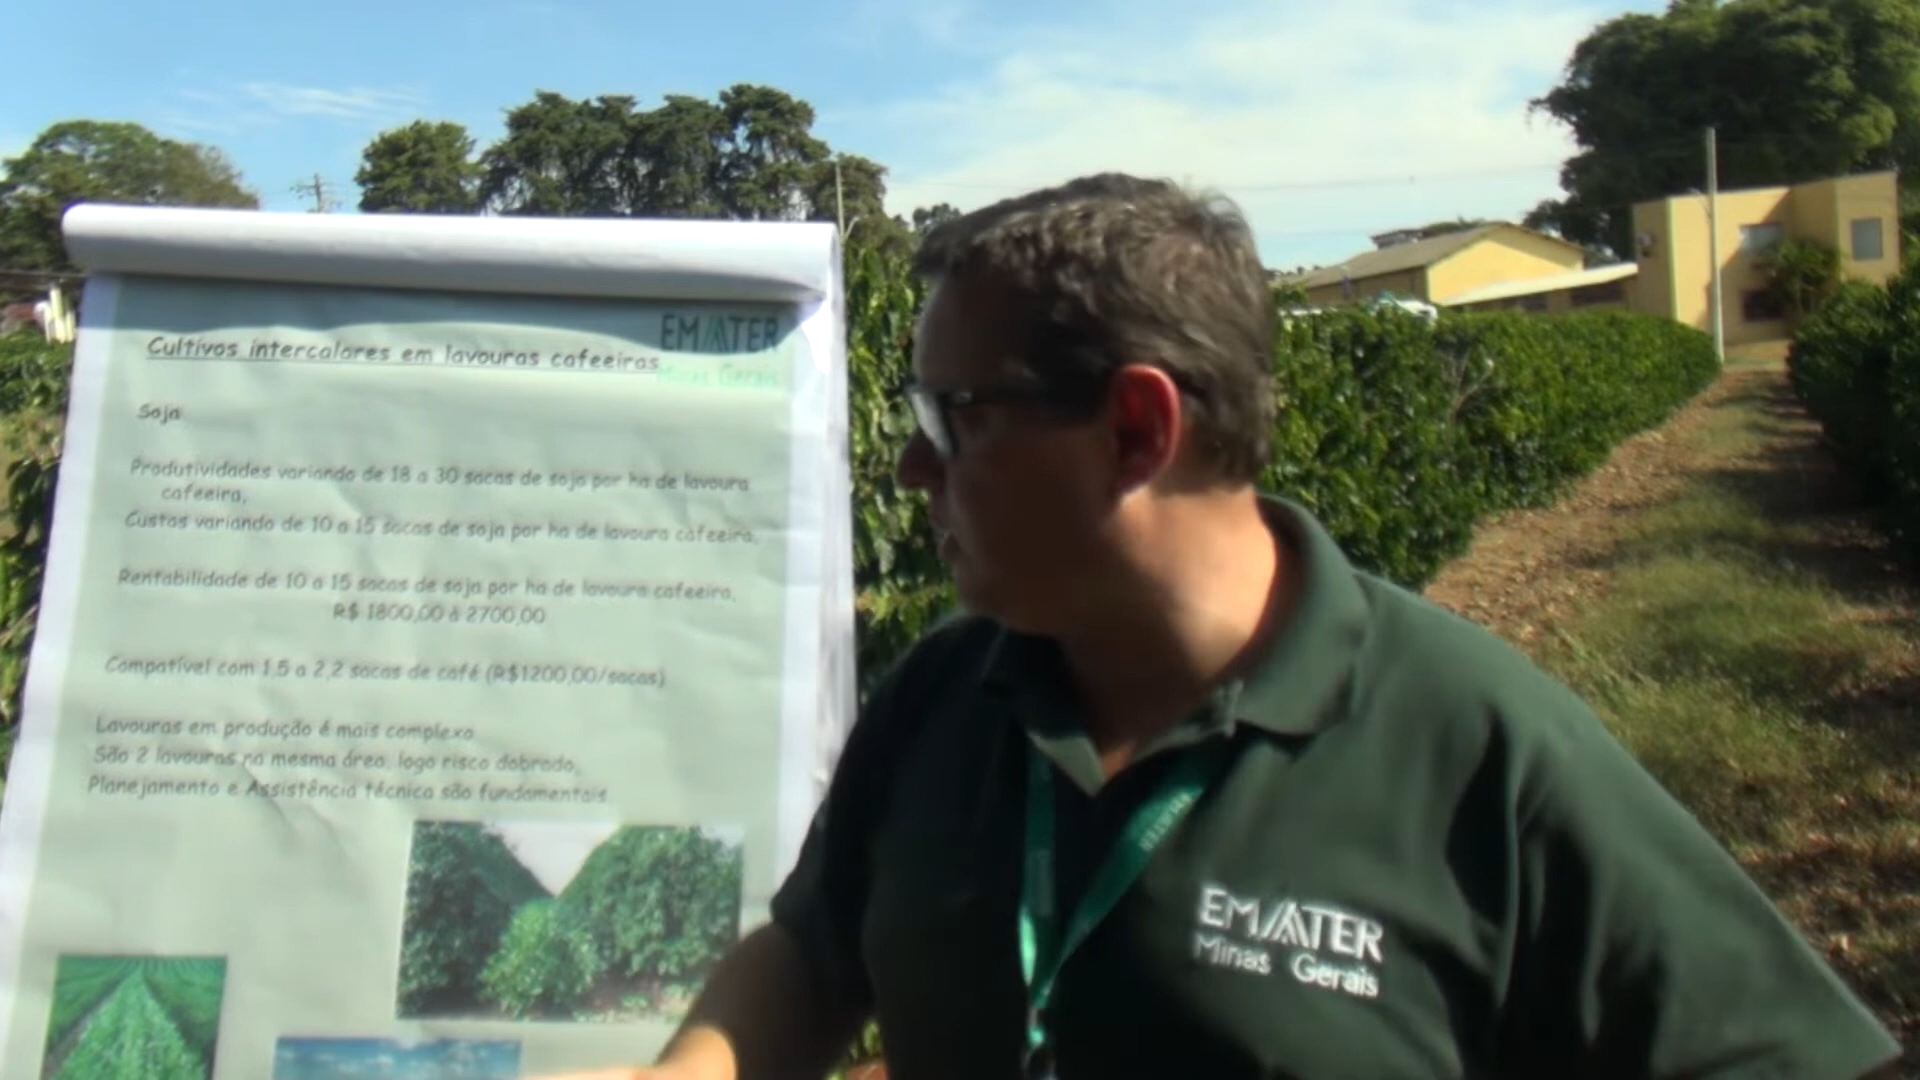 EMATER
Minas Gerais
Cultivos intercalares em lavouras cafeeiras
Soja
Produtividades variando de 18 a 30 sacas de soja por ha de lavoura
cafeeira,
Custos variando de 10 a 15 sacas de soja por ha de lavoura cafeeira,
Rentabilidade de 10 a 15 sacas de soja por ha de lavoura cafeeira,
R$ 1800,00 à 2700,00
Compatível com 1,5 a 2,2 sacas de café (R$1200,00/sacas)
Lavouras em produção é mais complexo
São 2 lavouras na mesma área, logo risco dobrado,
Planejamento e Assistência técnica são fundamentais
EMATER
Minas Gerais